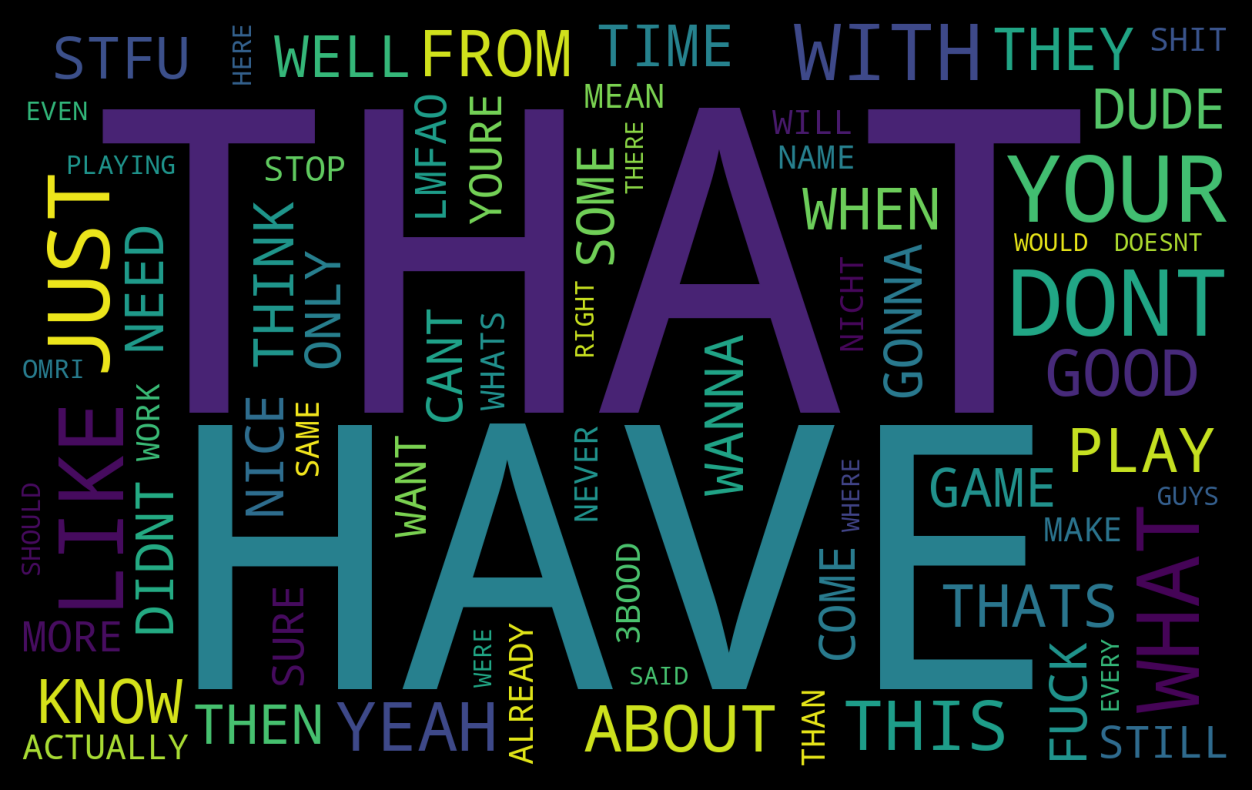 STFU
HERE
WELL
FROM
TIME
WITH
THEY
SHIT
EVEN
MEAN
DUDE
THAT
PLAYING
STOP
LMFAO
YOURE
SOME
THERE
WILL
NAME
WHEN
YOUR
JUST
NEED
THINK
ONLY
RIGHT
NICHT
GONNA
WOULD
DOESNT
DONT
OMRI
CANT
WHATS
WANNA
GOOD
LIKE
WORK
NICE
SAME
WANT
NEVER
HAVE
WHERE
GAME
PLAY
GUYS
SHOULD
DIDNT
MAKE
WHAT
SURE
3BOOD
COME
THATS
MORE
WERE
ALREADY
SAID
FUCK
EVERY
KNOW
ACTUALLY
THEN
YEAH
ABOUT
THAN
THIS
STILL